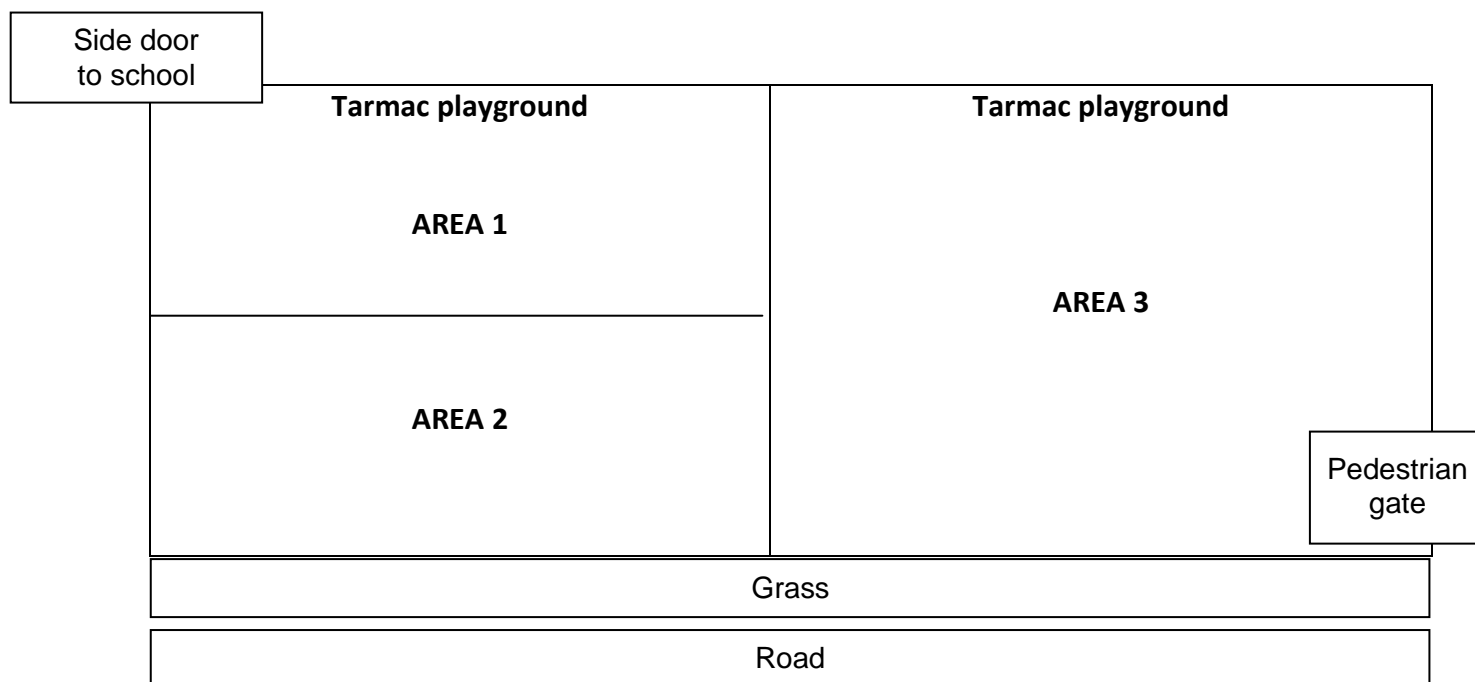 Side door
to school
Tarmac playground
Tarmac playground
AREA 1
AREA 3
AREA 2
Pedestrian
gate
Grass
Road